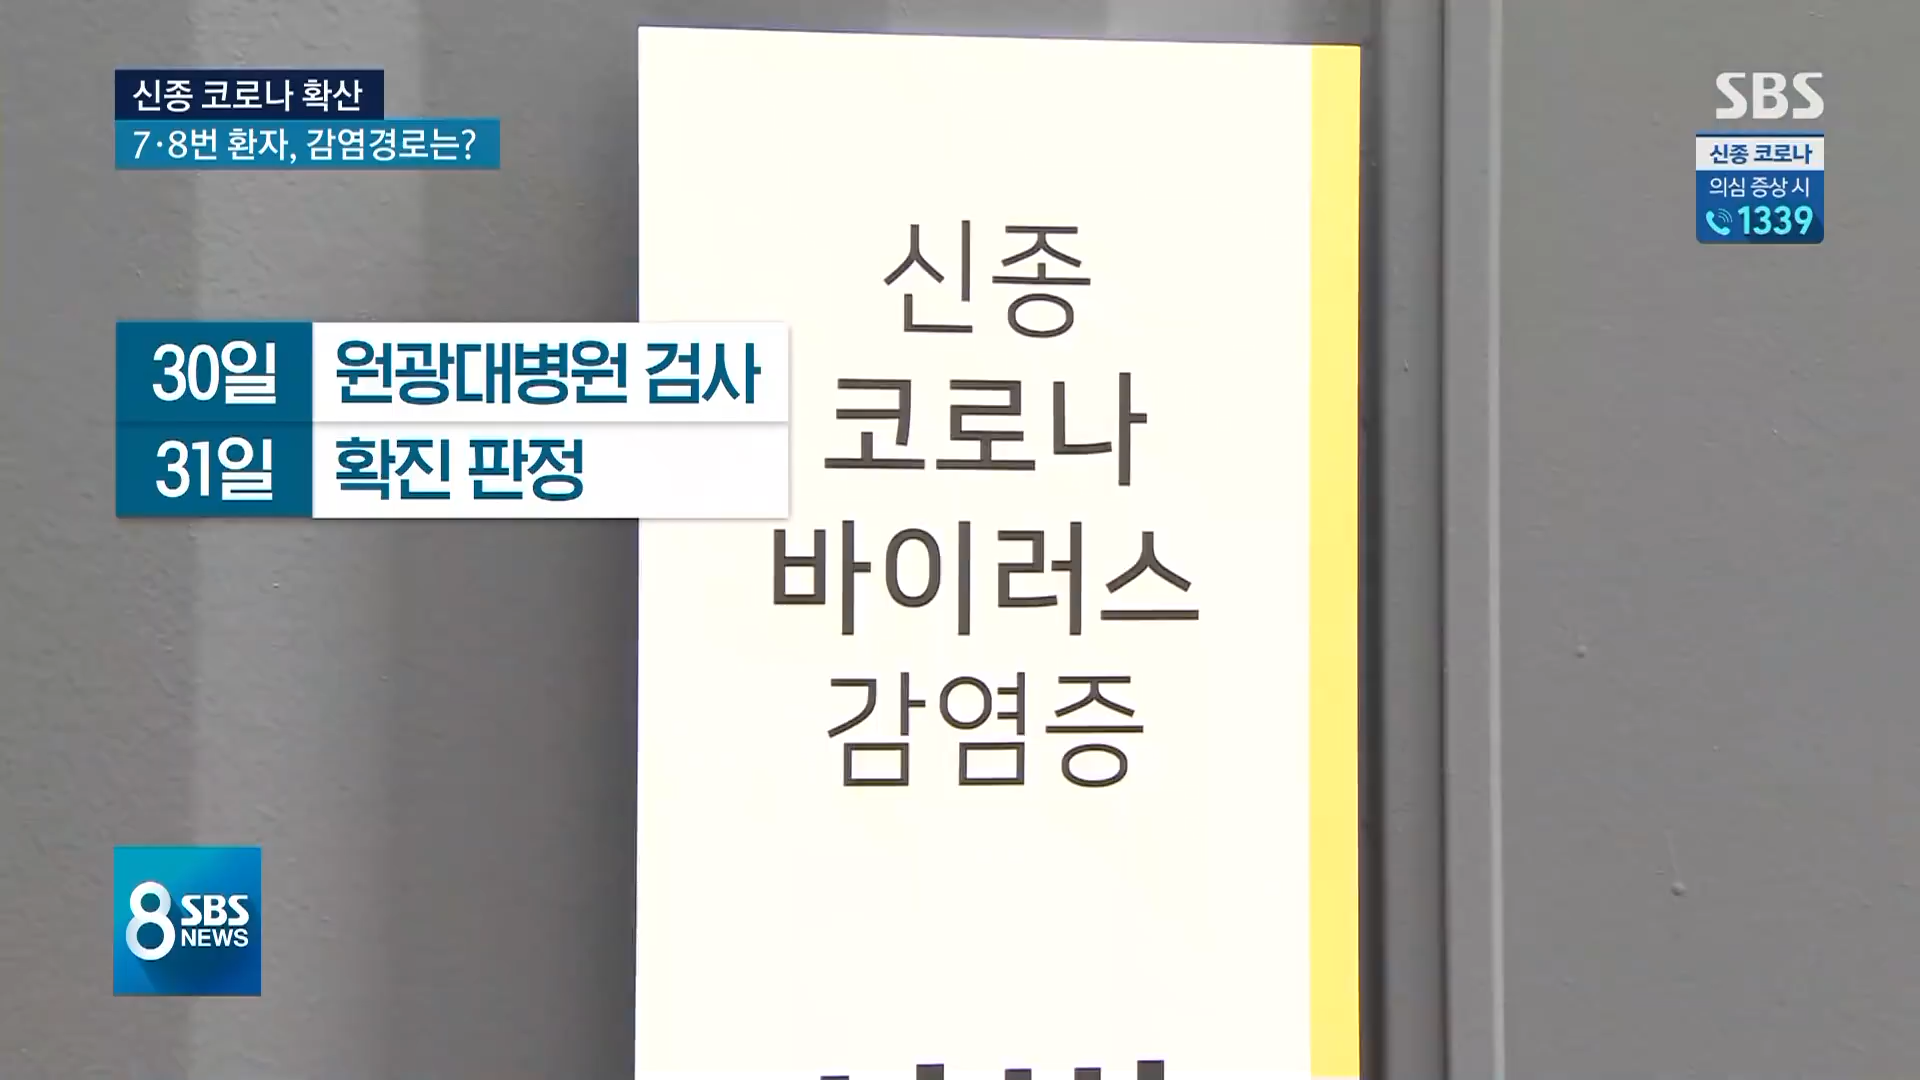 신종 코로나 확산
7·8번 환자, 감염경로는?
SBS
신종 코로나
의심 증상 시
1339
30일 원광대병원 검사
31일 확진 판정
신종
코로나
바이러스
감염증
8 SBS
NEWS